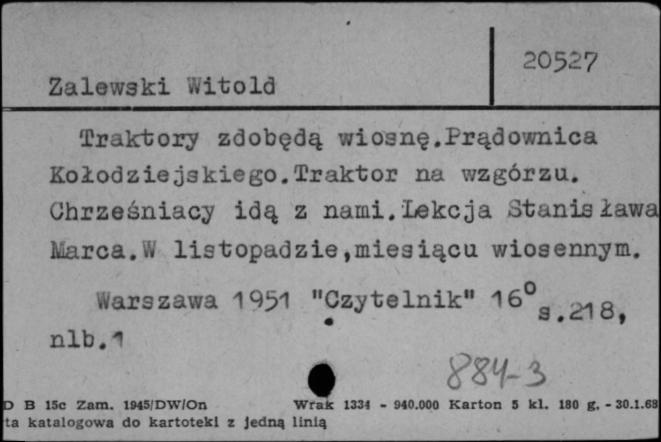 20527
Zalewski Witold
Traktory zdobędą wiosnę.Prądownica
Kołodziejskiego.Traktor na wzgórzu.
Chrześniacy idą z nami.Lekcja Stanisława
Marca.W listopadzie,miesiącu wiosennym.
Warszawa 1951 "Czytelnik" 16° s.218,
nlb.1
884-3
D B 15c Zam. 1945/DW/On Wrak 1334 - 940.000 Karton 5 kl. 180 g. - 30.1.68
ta katalogowa do kartoteki z jedną linią